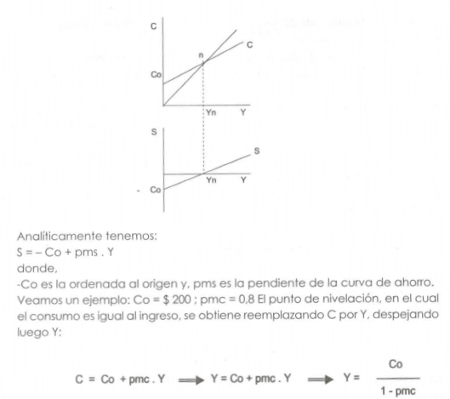 C
n
C
Co
Yn Y
S
S
Yn Y
- Co
Analíticamente tenemos:
S = – Co + pms . Y
donde,
-Co es la ordenada al origen y, pms es la pendiente de la curva de ahorro.
Veamos un ejemplo: Co = $ 200 ; pmc = 0,8 El punto de nivelación, en el cual
el consumo es igual al ingreso, se obtiene reemplazando C por Y, despejando
luego Y:
Co
C = Co + pmc . Y ⟹ Y = Co + pmc . Y ⟹ Y =
1 - pmc